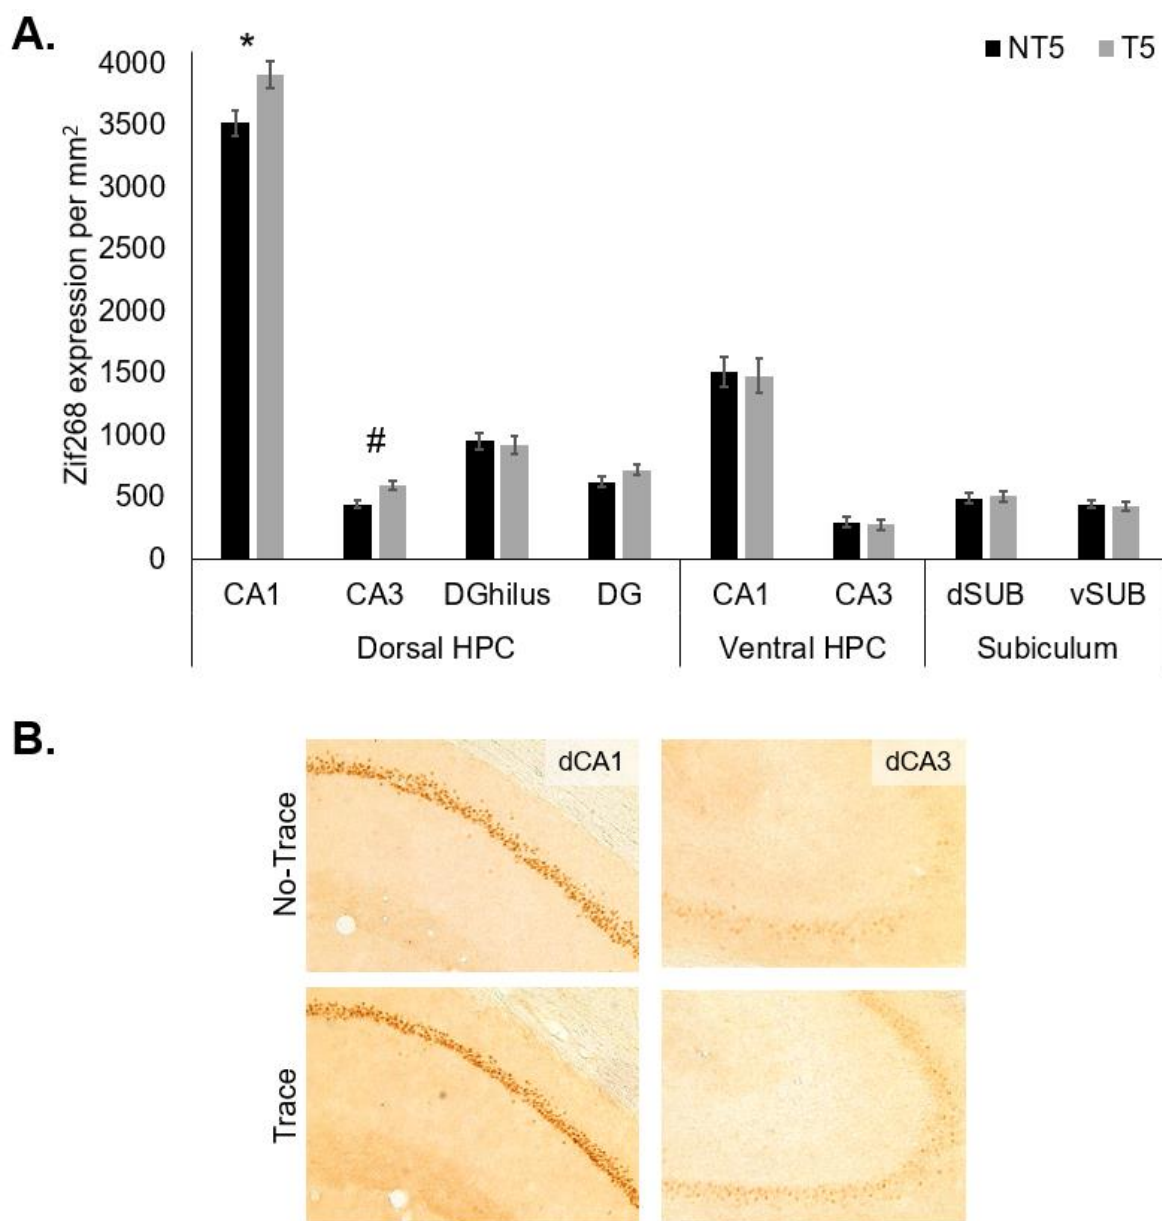 A.
*
■ NT5 ■ T5
Zif268 expression per mm²
4000
3500
3000
2500
2000
1500
1000
500
0
#
CA1 CA3 DGhilus DG CA1 CA3 dSUB vSUB
Dorsal HPC Ventral HPC Subiculum
B.
dCA1 dCA3
No-Trace
Trace